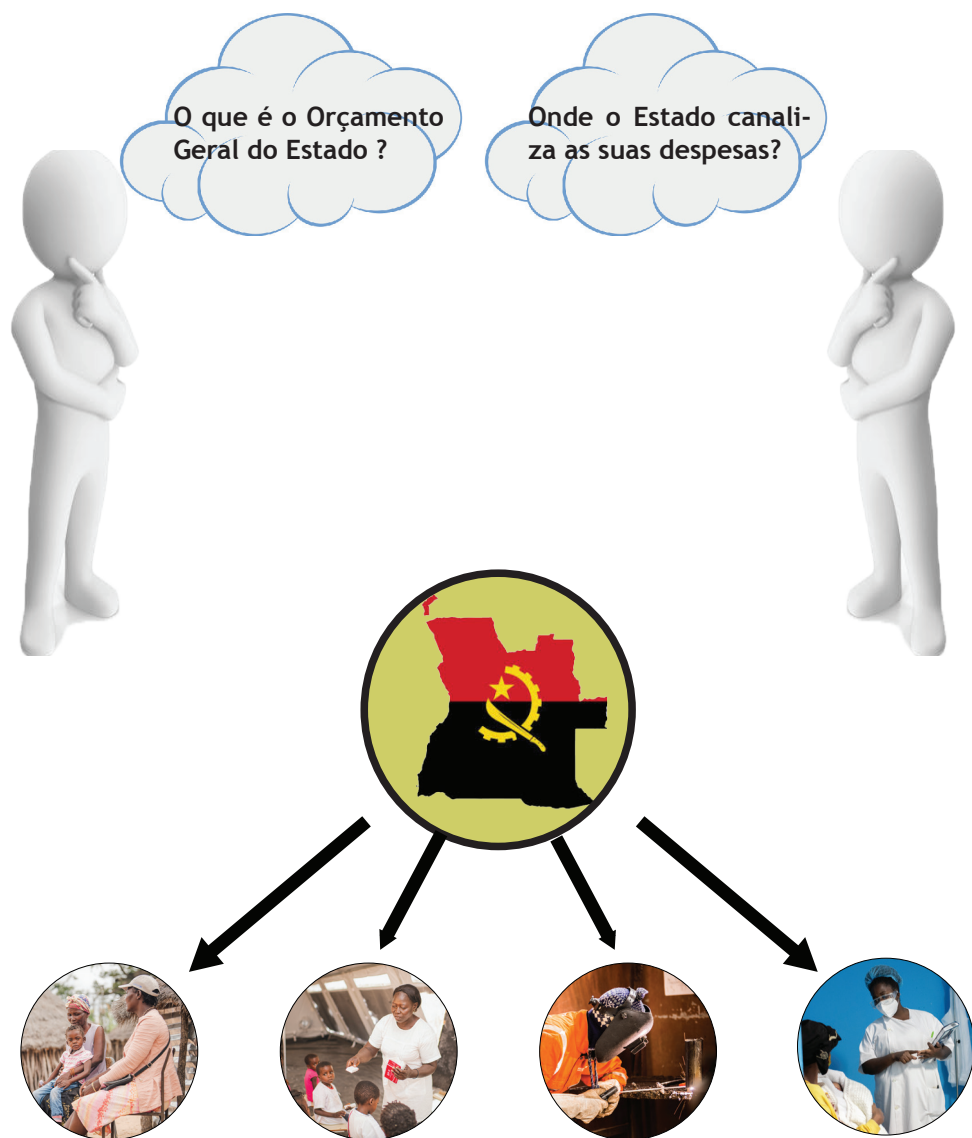 O que é o Orçamento
Geral do Estado ?
Onde o Estado canali-
za as suas despesas?